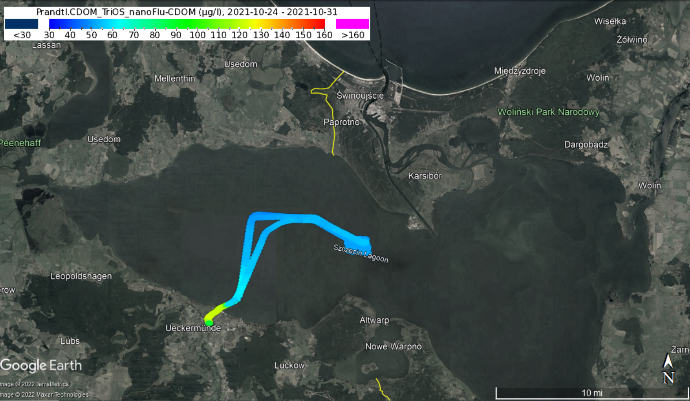 Prandtl.CDOM_TriOS_nanoFlu-CDOM (µg/l), 2021-10-24 - 2021-10-31
<30 30 40 50 60 70 80 90 100 110 120 130 140 150 160 >160
Lassan
Usedom
Mellenthin
Wisełka
Żółwino
Międzyzdroje
Wolin
Świnoujście
Woliński Park Narodowy
Paprotno
Usedom
Peenehaff
Dargobądz
Karsibór
Wolin
Szczecin Lagoon
Leopoldshagen
row
Ueckermünde
Altwarp
Lübs
Nowe Warpno
Luckow
Google Earth
Image © 2022 TerraMetrics
Image © 2022 Maxar Technologies
N
10 mi